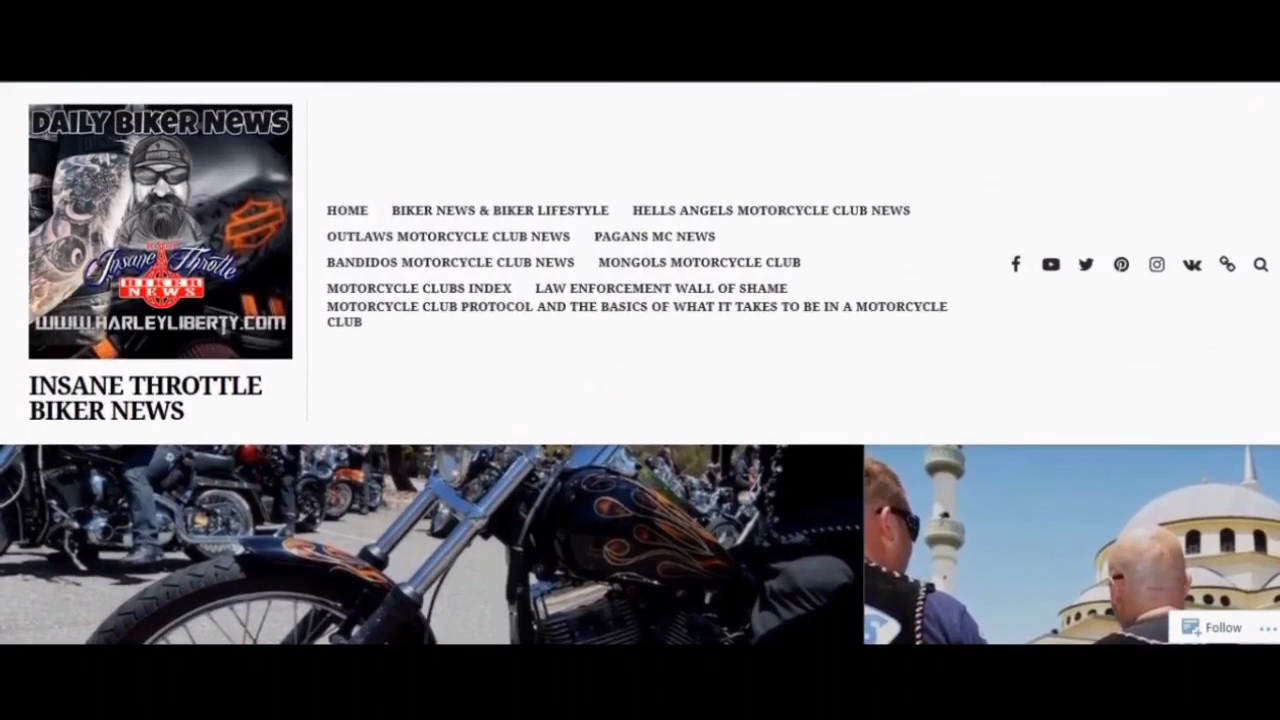 DAILY BIKER NEWS
Insane Throttle
BIKER
NEWS
WWW.HARLEYLIBERTY.COM
INSANE THROTTLE
BIKER NEWS
HOME BIKER NEWS & BIKER LIFESTYLE HELLS ANGELS MOTORCYCLE CLUB NEWS
OUTLAWS MOTORCYCLE CLUB NEWS PAGANS MC NEWS
BANDIDOS MOTORCYCLE CLUB NEWS MONGOLS MOTORCYCLE CLUB
MOTORCYCLE CLUBS INDEX LAW ENFORCEMENT WALL OF SHAME
MOTORCYCLE CLUB PROTOCOL AND THE BASICS OF WHAT IT TAKES TO BE IN A MOTORCYCLE
CLUB
Follow